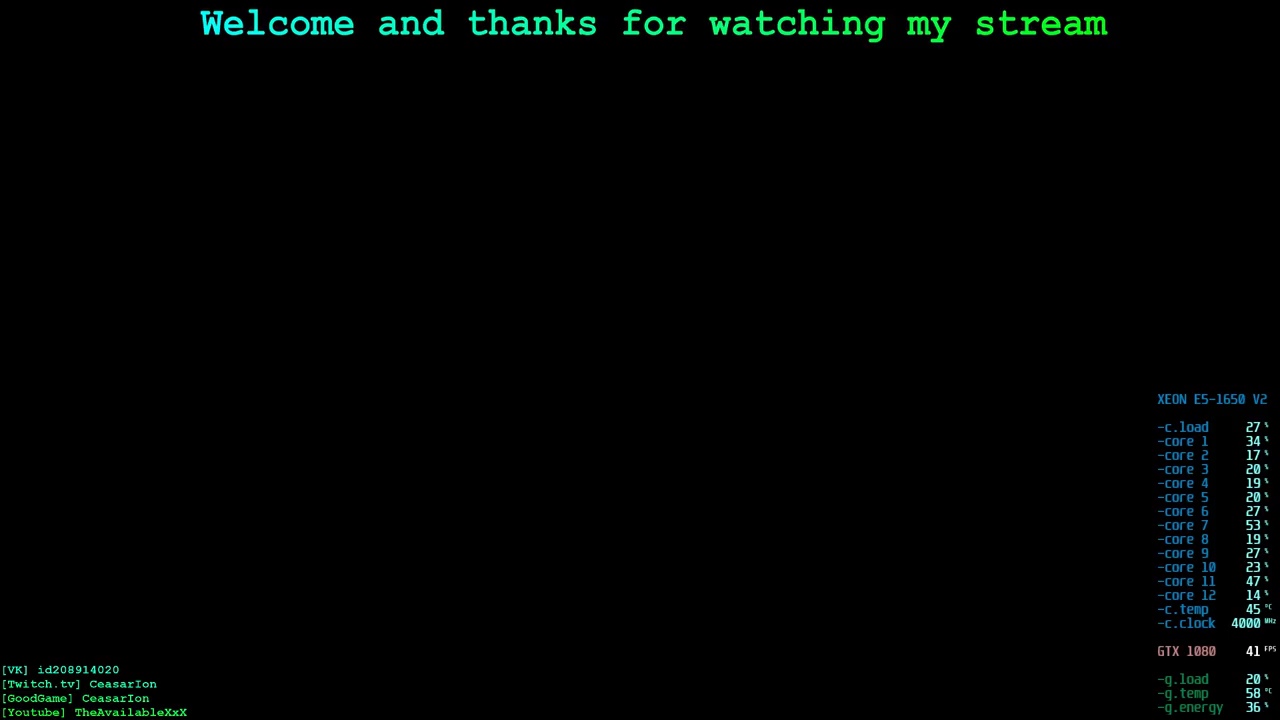 Welcome and thanks for watching my stream
XEON E5-1650 V2
-c.load 27 %
-core 1 34 %
-core 2 17 %
-core 3 20 %
-core 4 19 %
-core 5 20 %
-core 6 27 %
-core 7 53 %
-core 8 19 %
-core 9 27 %
-core 10 23 %
-core 11 47 %
-core 12 14 %
-c.temp 45 °C
-c.clock 4000 MHz
GTX 1080 41 FPS
-g.load 20 %
-g.temp 58 °C
-g.energy 36 %
[VK] id208914020
[Twitch.tv] CeasarIon
[GoodGame] CeasarIon
[Youtube] TheAvailableXxX